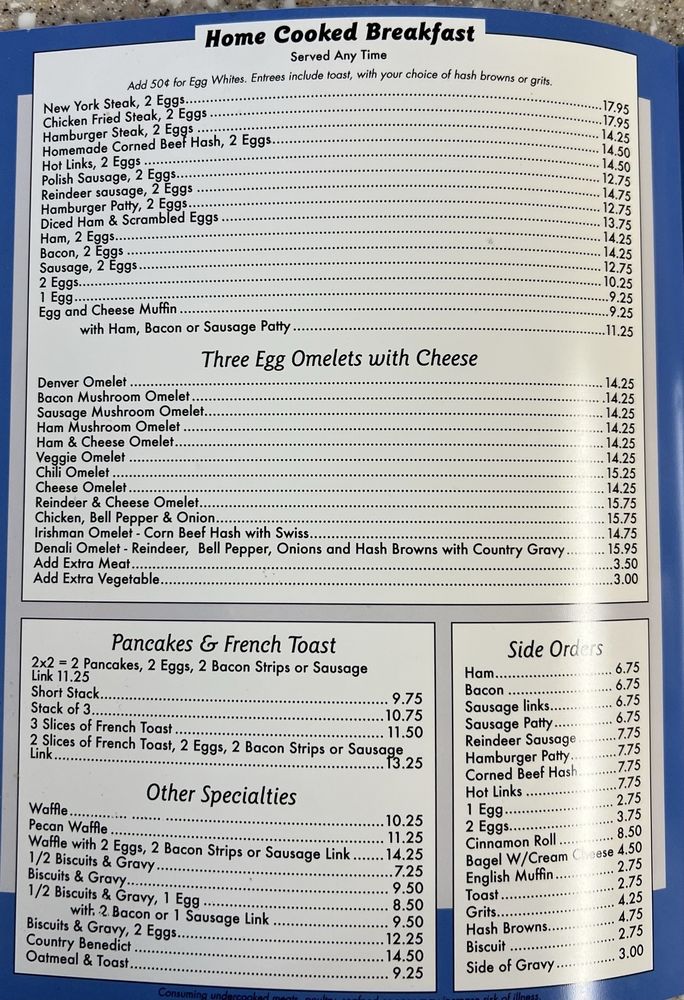 Home Cooked Breakfast
Served Any Time
Add 50¢ for Egg Whites. Entrees include toast, with your choice of hash browns or grits.
New York Steak, 2 Eggs 17.95
Chicken Fried Steak, 2 Eggs 17.95
Hamburger Steak, 2 Eggs 14.25
Homemade Corned Beef Hash, 2 Eggs 14.50
Hot Links, 2 Eggs 14.50
Polish Sausage, 2 Eggs 12.75
Reindeer sausage, 2 Eggs 14.75
Hamburger Patty, 2 Eggs 12.75
Diced Ham & Scrambled Eggs 13.75
Ham, 2 Eggs 14.25
Bacon, 2 Eggs 14.25
Sausage, 2 Eggs 12.75
2 Eggs 10.25
1 Egg 9.25
Egg and Cheese Muffin 9.25
with Ham, Bacon or Sausage Patty 11.25
Three Egg Omelets with Cheese
Denver Omelet 14.25
Bacon Mushroom Omelet 14.25
Sausage Mushroom Omelet 14.25
Ham Mushroom Omelet 14.25
Ham & Cheese Omelet 14.25
Veggie Omelet 14.25
Chili Omelet 15.25
Cheese Omelet 14.25
Reindeer & Cheese Omelet 15.75
Chicken, Bell Pepper & Onion 15.75
Irishman Omelet - Corn Beef Hash with Swiss 14.75
Denali Omelet - Reindeer, Bell Pepper, Onions and Hash Browns with Country Gravy 15.95
Add Extra Meat 3.50
Add Extra Vegetable 3.00
Pancakes & French Toast
2x2 = 2 Pancakes, 2 Eggs, 2 Bacon Strips or Sausage
Link 11.25
Short Stack 9.75
Stack of 3 10.75
3 Slices of French Toast 11.50
2 Slices of French Toast, 2 Eggs, 2 Bacon Strips or Sausage
Link 13.25
Other Specialties
Waffle 10.25
Pecan Waffle 11.25
Waffle with 2 Eggs, 2 Bacon Strips or Sausage Link 14.25
1/2 Biscuits & Gravy 7.25
Biscuits & Gravy 9.50
1/2 Biscuits & Gravy, 1 Egg 8.50
with 2 Bacon or 1 Sausage Link 9.50
Biscuits & Gravy, 2 Eggs 12.25
Country Benedict 14.50
Oatmeal & Toast 9.25
Side Orders
Ham 6.75
Bacon 6.75
Sausage links 6.75
Sausage Patty 6.75
Reindeer Sausage 7.75
Hamburger Patty 7.75
Corned Beef Hash 7.75
Hot Links 7.75
1 Egg 2.75
2 Eggs 3.75
Cinnamon Roll 8.50
Bagel W/Cream Cheese 4.50
English Muffin 2.75
Toast 2.75
Grits 4.25
Hash Browns 4.75
Biscuit 2.75
Side of Gravy 3.00
Consuming undercooked meats, poultry, seafood or may increase risk of illness.